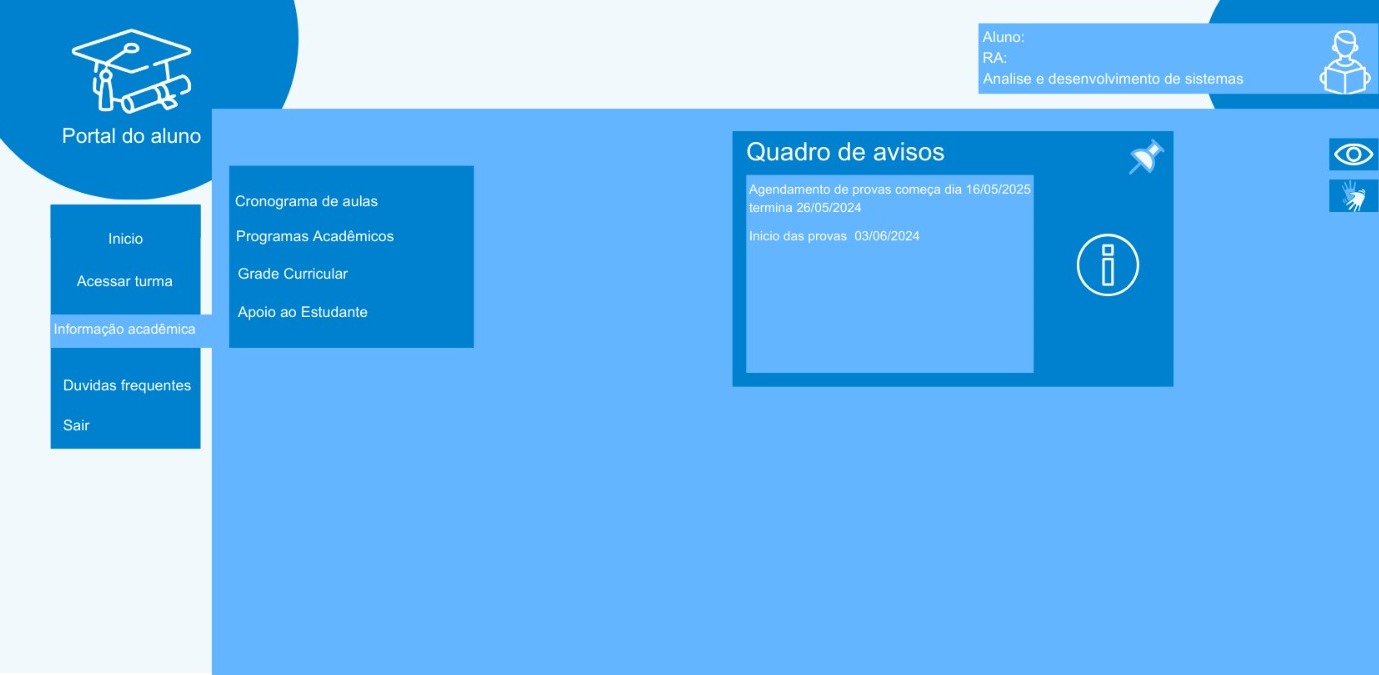 Portal do aluno
Aluno:
RA:
Analise e desenvolvimento de sistemas
Inicio
Acessar turma
Informação acadêmica
Duvidas frequentes
Sair
Cronograma de aulas
Programas Acadêmicos
Grade Curricular
Apoio ao Estudante
Quadro de avisos
Agendamento de provas começa dia 16/05/2025
termina 26/05/2024
Inicio das provas 03/06/2024